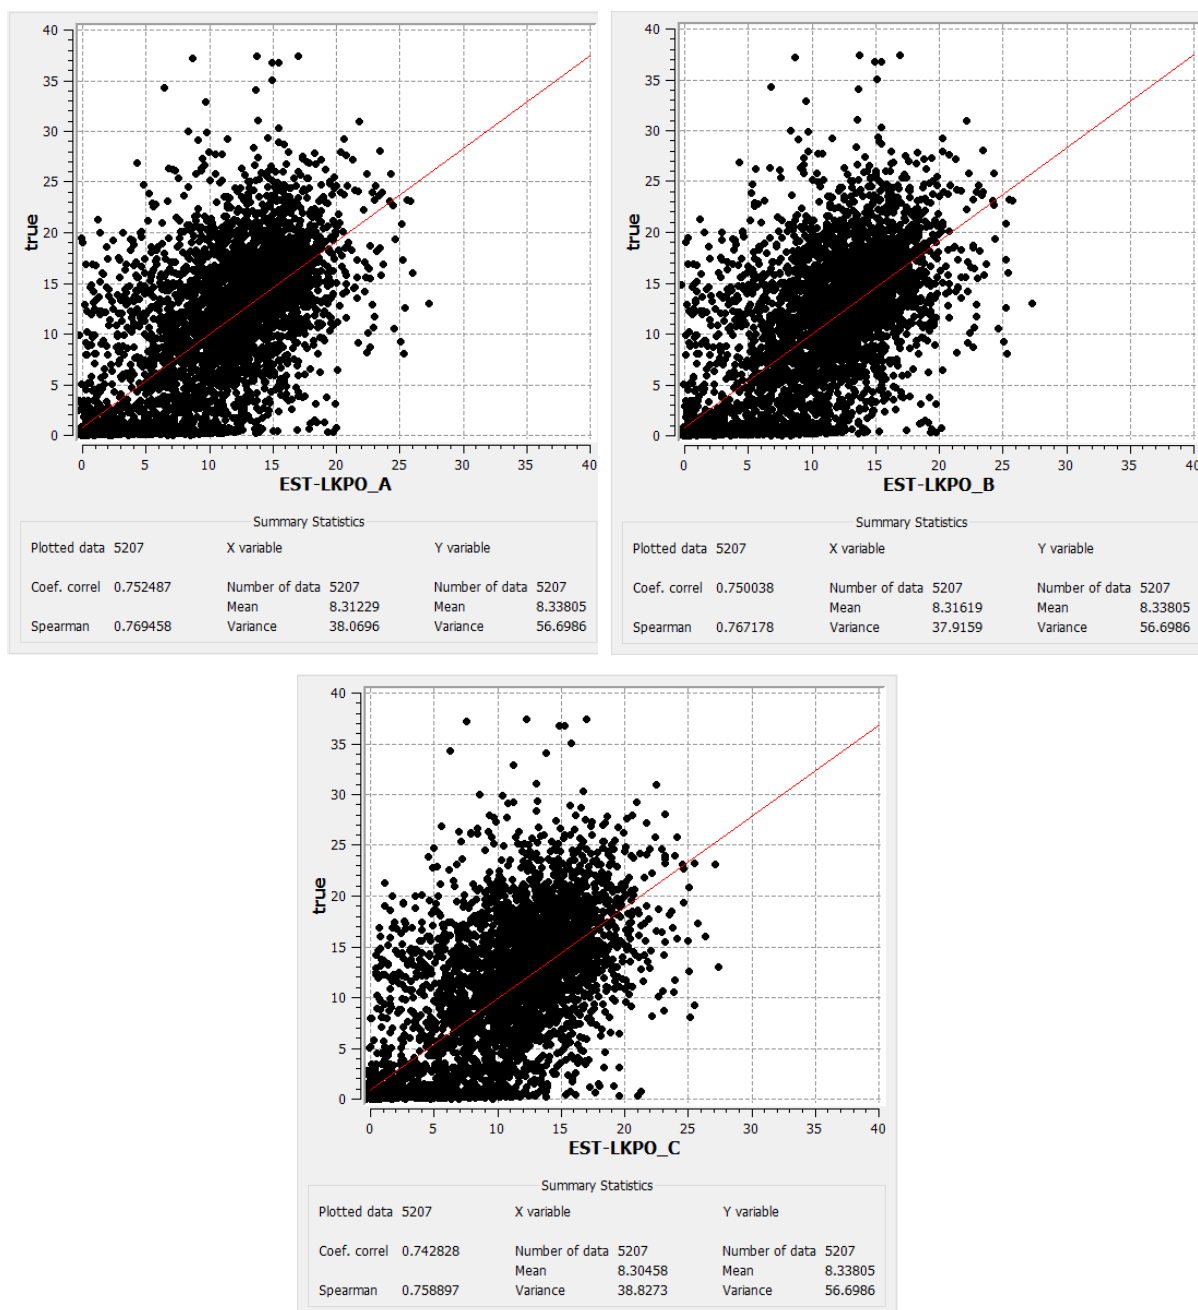 40
35
30
25
20
15
10
5
0
true
0 5 10 15 20 25 30 35 40
EST-LKPO_A
Summary Statistics
Plotted data 5207 X variable Y variable
Coef. correl 0.752487 Number of data 5207 Number of data 5207
Mean 8.31229 Mean 8.33805
Spearman 0.769458 Variance 38.0696 Variance 56.6986
40
35
30
25
20
15
10
5
0
true
0 5 10 15 20 25 30 35 40
EST-LKPO_B
Summary Statistics
Plotted data 5207 X variable Y variable
Coef. correl 0.750038 Number of data 5207 Number of data 5207
Mean 8.31619 Mean 8.33805
Spearman 0.767178 Variance 37.9159 Variance 56.6986
40
35
30
25
20
15
10
5
0
true
0 5 10 15 20 25 30 35 40
EST-LKPO_C
Summary Statistics
Plotted data 5207 X variable Y variable
Coef. correl 0.742828 Number of data 5207 Number of data 5207
Mean 8.30458 Mean 8.33805
Spearman 0.758897 Variance 38.8273 Variance 56.6986